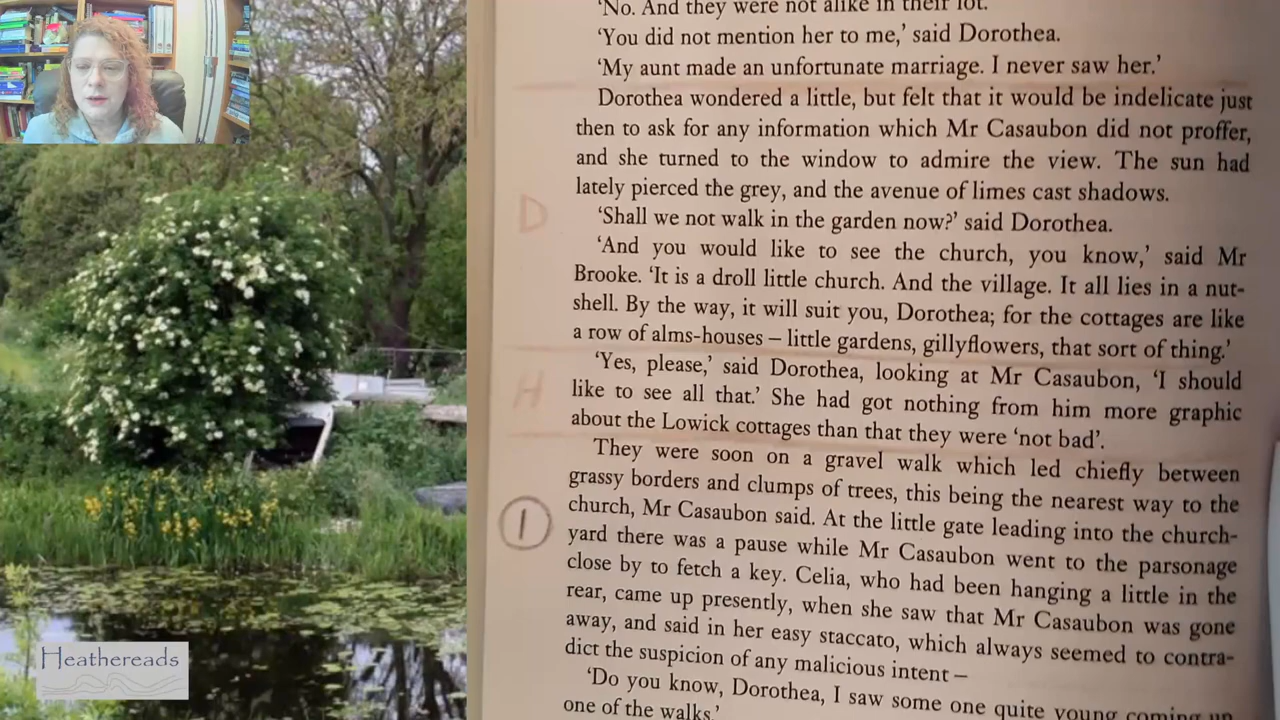 'No. And they were not alike in their lot.'
'You did not mention her to me,' said Dorothea.
'My aunt made an unfortunate marriage. I never saw her.'
Dorothea wondered a little, but felt that it would be indelicate just
then to ask for any information which Mr Casaubon did not proffer,
and she turned to the window to admire the view. The sun had
lately pierced the grey, and the avenue of limes cast shadows.
D
'Shall we not walk in the garden now?' said Dorothea.
'And you would like to see the church, you know,' said Mr
Brooke. 'It is a droll little church. And the village. It all lies in a nut-
shell. By the way, it will suit you, Dorothea; for the cottages are like
a row of alms-houses – little gardens, gillyflowers, that sort of thing.'
H
'Yes, please,' said Dorothea, looking at Mr Casaubon, 'I should
like to see all that.' She had got nothing from him more graphic
about the Lowick cottages than that they were 'not bad'.
They were soon on a gravel walk which led chiefly between
grassy borders and clumps of trees, this being the nearest way to the
church, Mr Casaubon said. At the little gate leading into the church-
1
yard there was a pause while Mr Casaubon went to the parsonage
close by to fetch a key. Celia, who had been hanging a little in the
rear, came up presently, when she saw that Mr Casaubon was gone
away, and said in her easy staccato, which always seemed to contra-
dict the suspicion of any malicious intent –
'Do you know, Dorothea, I saw some one quite young coming up
one of the walks.'
Heathereads